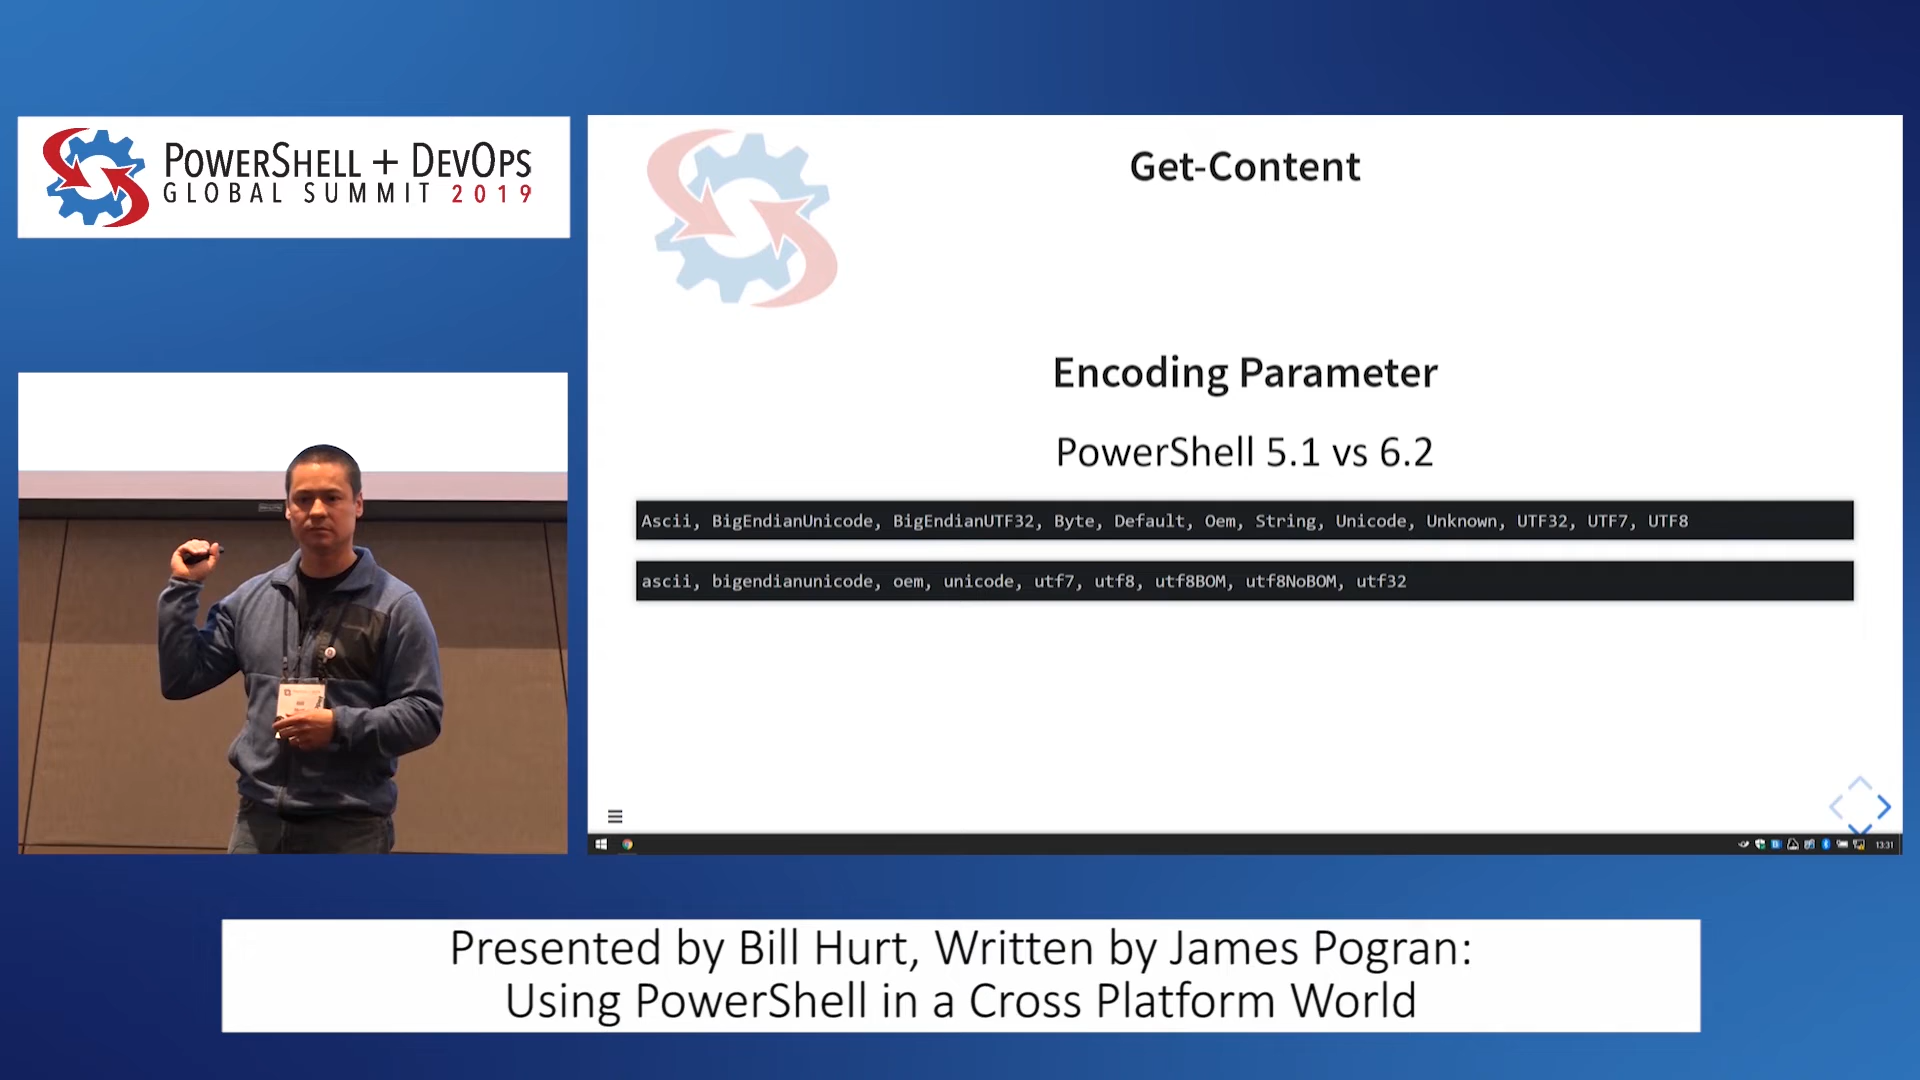 POWERSHELL + DEVOPS
GLOBAL SUMMIT 2019
Get-Content
Encoding Parameter
PowerShell 5.1 vs 6.2
Ascii, BigEndianUnicode, BigEndianUTF32, Byte, Default, Oem, String, Unicode, Unknown, UTF32, UTF7, UTF8
ascii, bigendianunicode, oem, unicode, utf7, utf8, utf8BOM, utf8NoBOM, utf32
13:31
Presented by Bill Hurt, Written by James Pogran:
Using PowerShell in a Cross Platform World